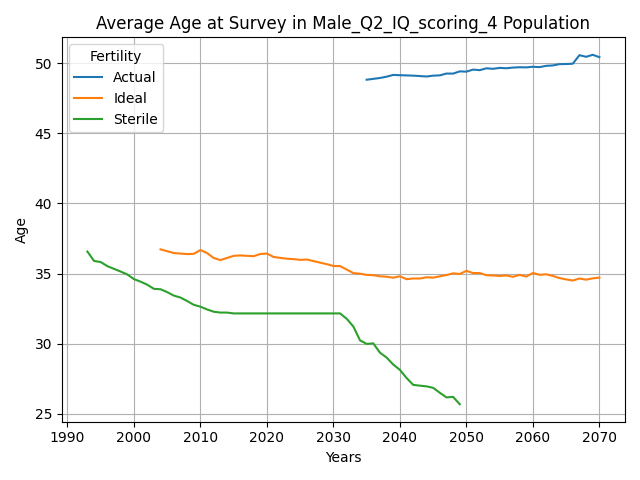 Average Age at Survey in Male_Q2_IQ_scoring_4 Population
Fertility
Actual
Ideal
Sterile
Age
50
45
40
35
30
25
1990 2000 2010 2020 2030 2040 2050 2060 2070
Years